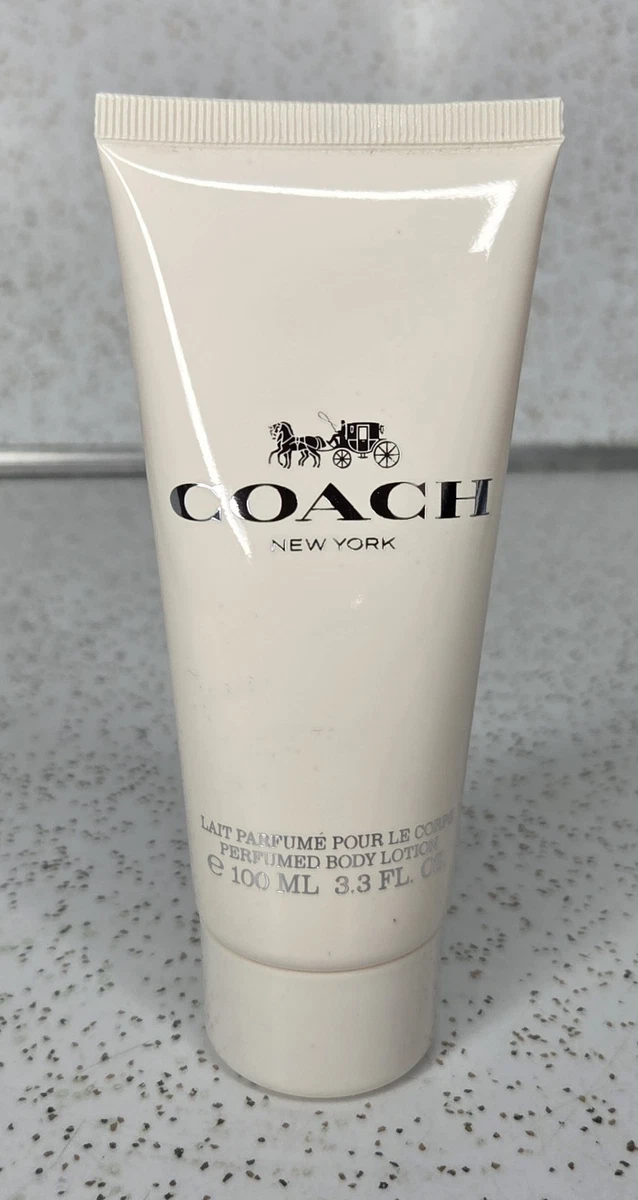 COACH
NEW YORK
LAIT PARFUMÉ POUR LE CORPS
PERFUMED BODY LOTION
℮ 100 ML 3.3 FL. OZ.